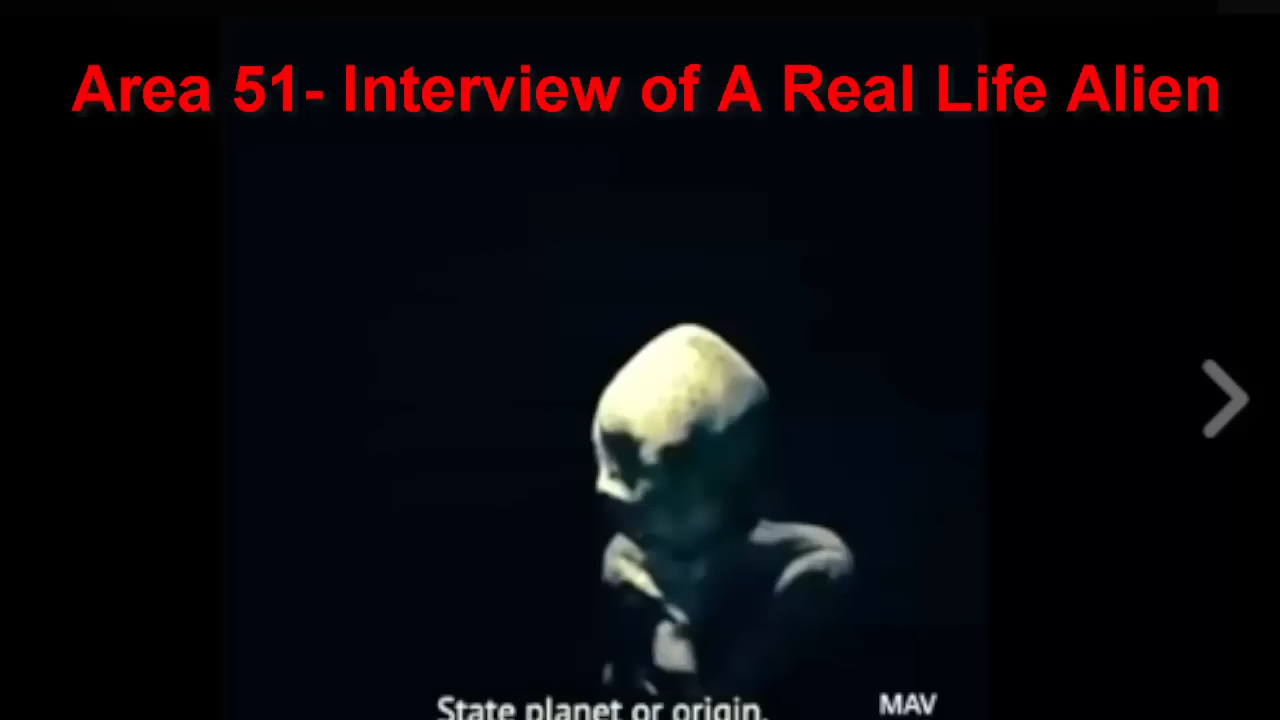 Area 51- Interview of A Real Life Alien
State planet or origin.
MAV